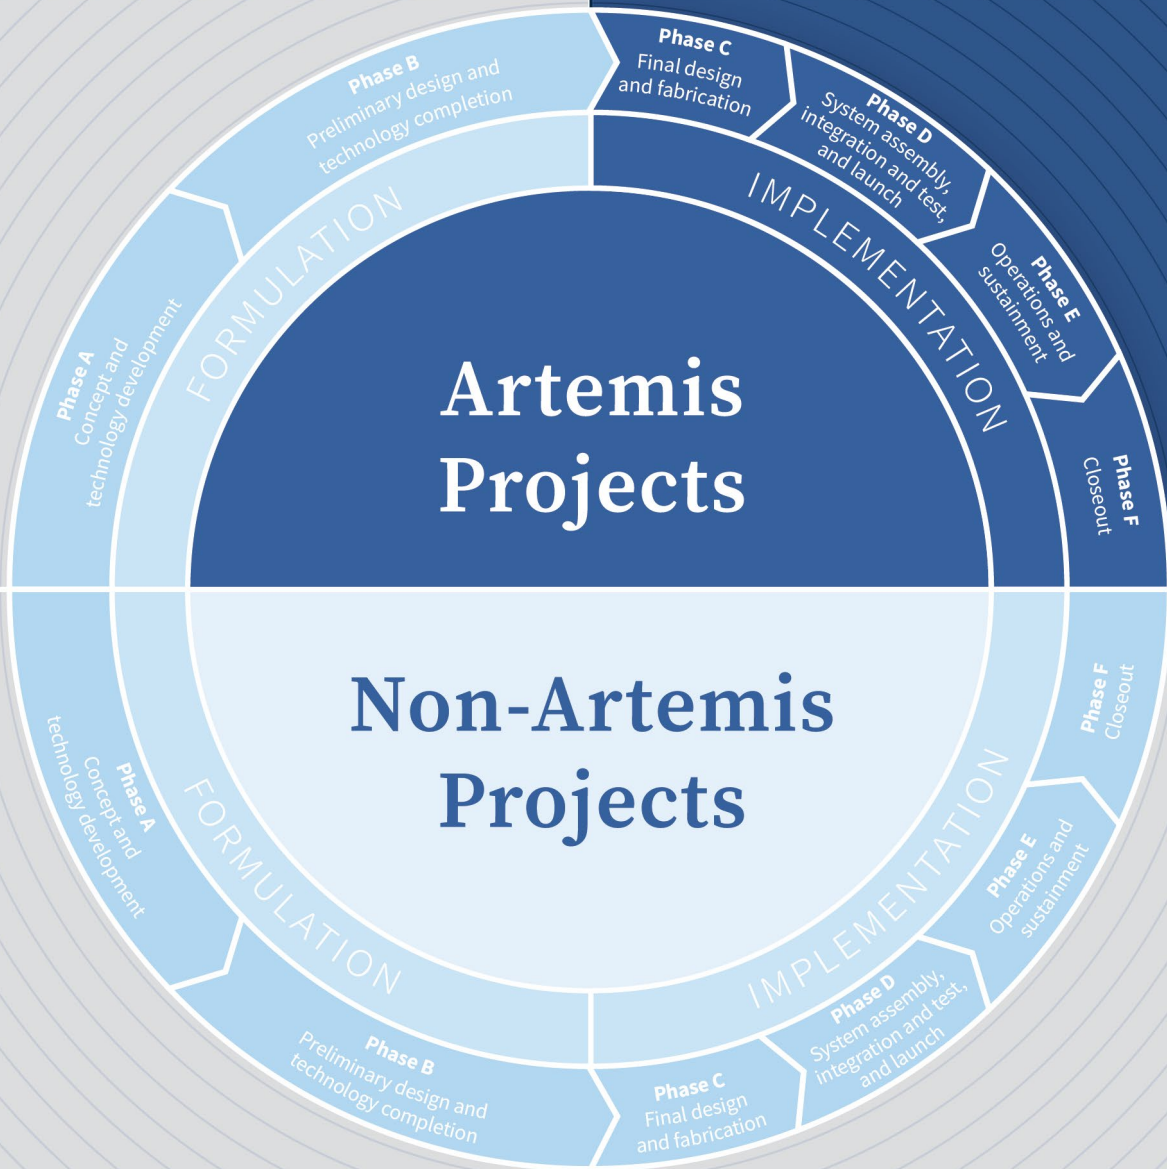 Phase A
Concept and
technology development
Phase B
Preliminary design and
technology completion
FORMULATION
Phase C
Final design
and fabrication
Phase D
System assembly,
integration and test,
and launch
Phase E
Operations and
sustainment
Phase F
Closeout
IMPLEMENTATION
Artemis
Projects
Non-Artemis
Projects
Phase A
Concept and
technology development
Phase B
Preliminary design and
technology completion
FORMULATION
Phase C
Final design
and fabrication
Phase D
System assembly,
integration and test,
and launch
Phase E
Operations and
sustainment
Phase F
Closeout
IMPLEMENTATION